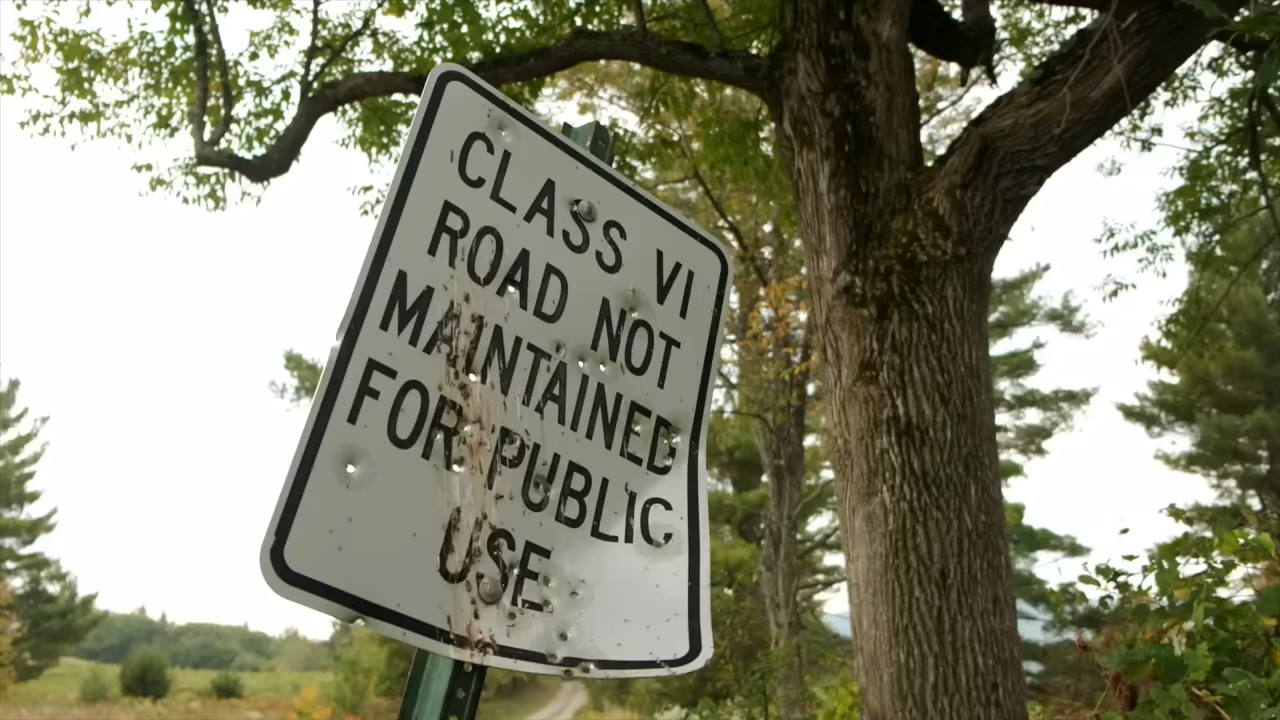 CLASS VI
ROAD NOT
MAINTAINED
FOR PUBLIC
USE